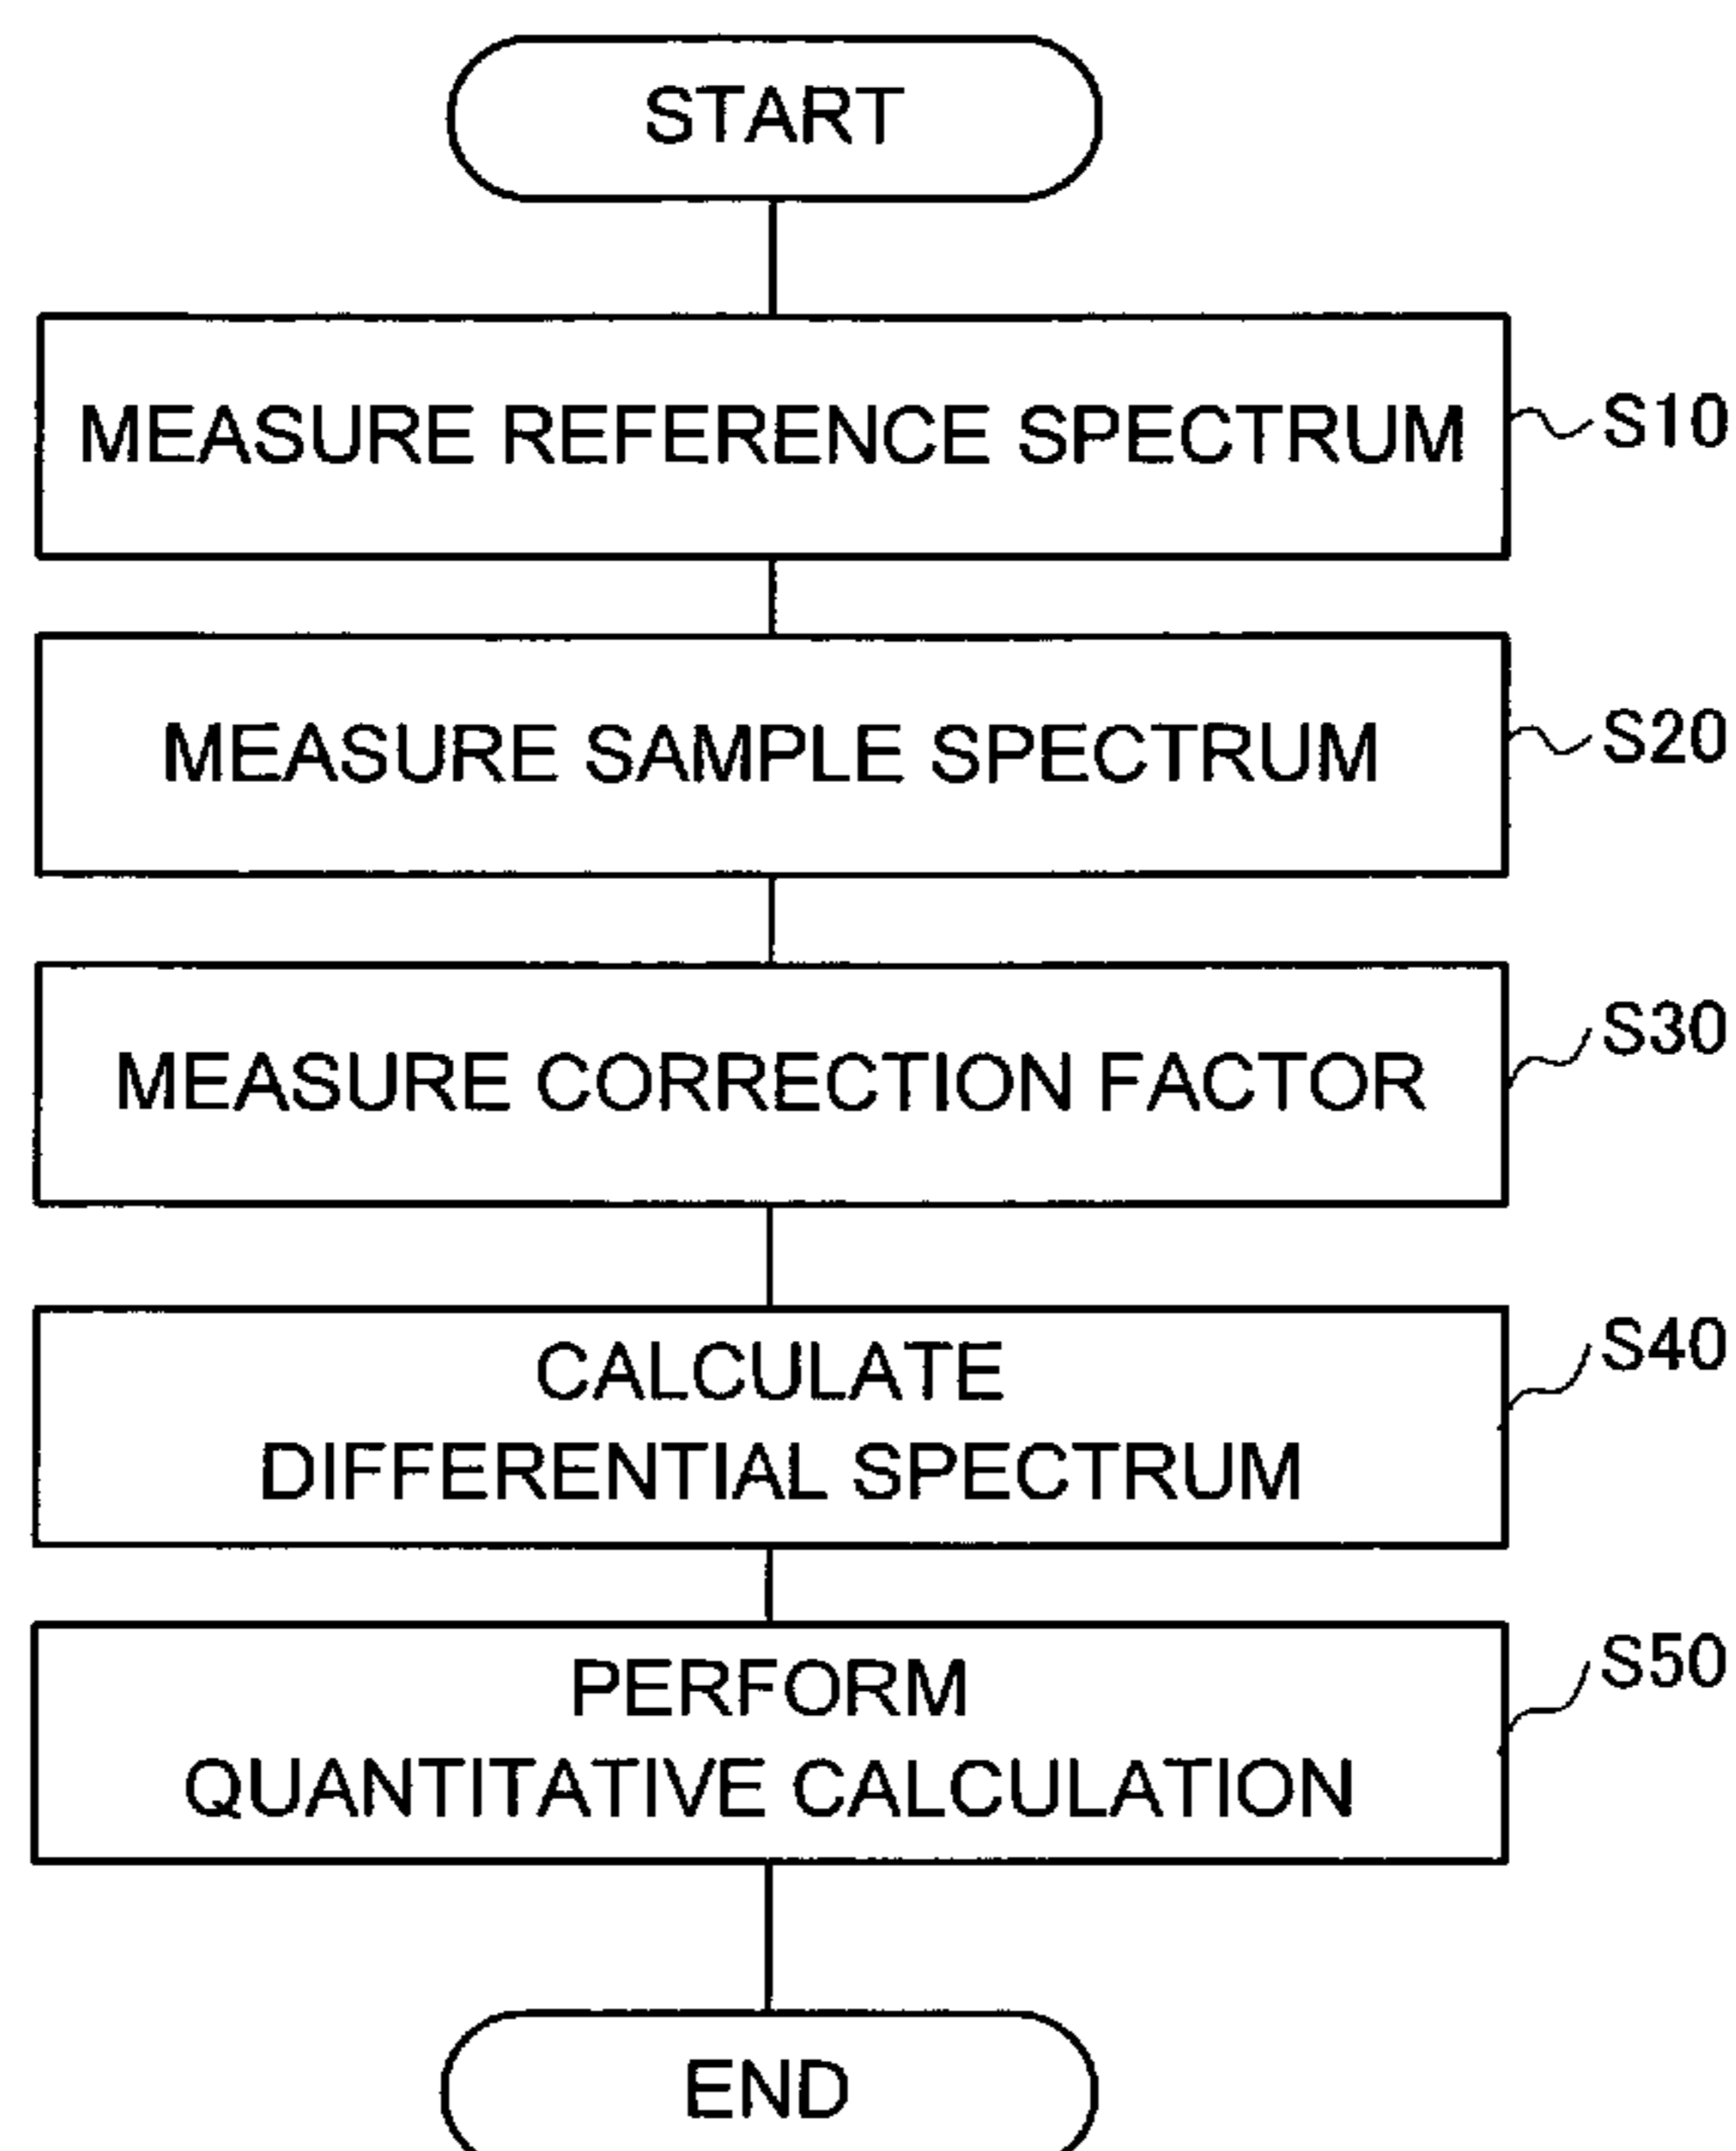 START
MEASURE REFERENCE SPECTRUM
S10
MEASURE SAMPLE SPECTRUM
S20
MEASURE CORRECTION FACTOR
S30
CALCULATE
DIFFERENTIAL SPECTRUM
S40
PERFORM
QUANTITATIVE CALCULATION
S50
END